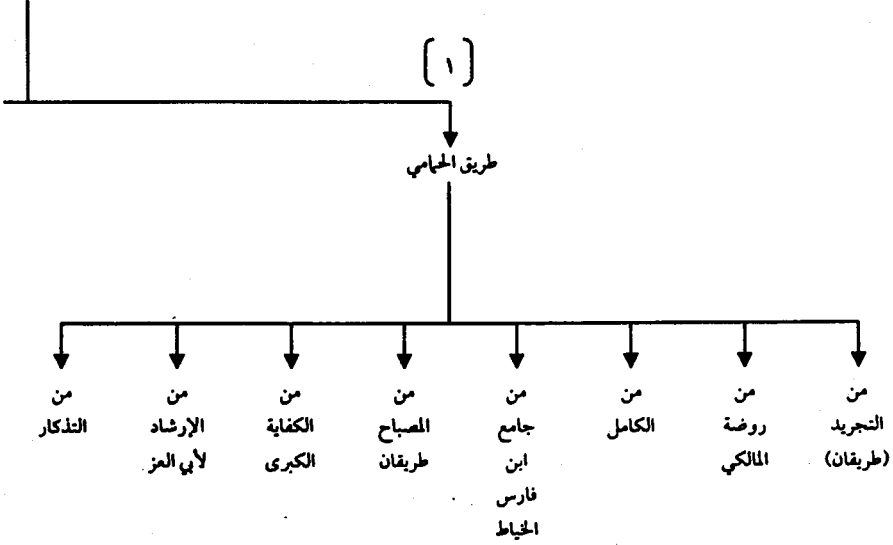 [ ١ ]
طريق الحمامي
من
التجريد
(طريقان)
من
روضة
المالكي
من
الكامل
من
جامع
ابن
فارس
الخياط
من
المصباح
طريقان
من
الكفاية
الكبرى
من
الإرشاد
لأبي العز
من
التذكار